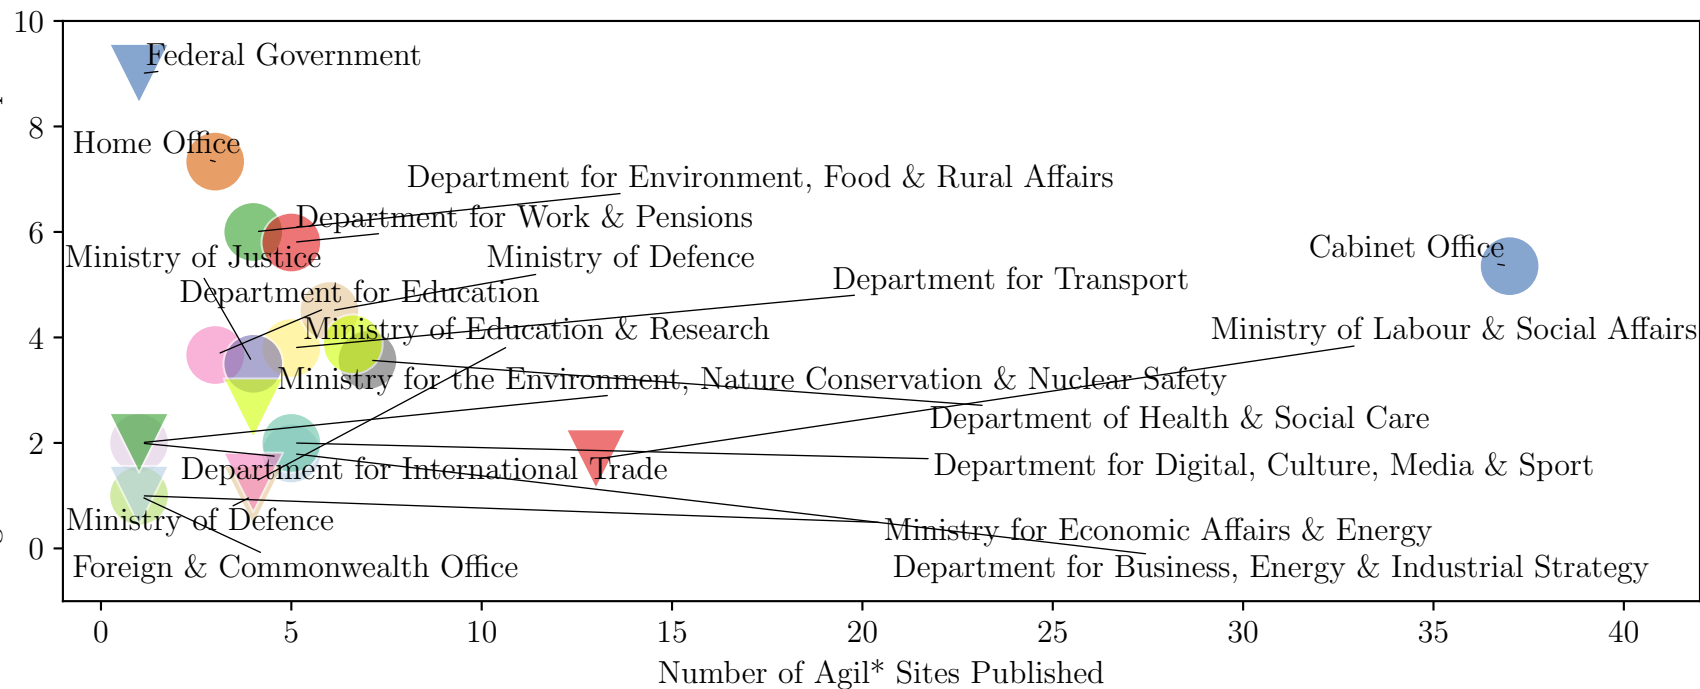 10
Federal Government
8
Home Office
Department for Environment, Food & Rural Affairs
6
Department for Work & Pensions
Ministry of Justice
Ministry of Defence
Cabinet Office
Department for Transport
Department for Education
4
Ministry of Education & Research
Ministry of Labour & Social Affairs
Ministry for the Environment, Nature Conservation & Nuclear Safety
Department of Health & Social Care
2
Department for International Trade
Department for Digital, Culture, Media & Sport
Ministry of Defence
Ministry for Economic Affairs & Energy
0
Foreign & Commonwealth Office
Department for Business, Energy & Industrial Strategy
0 5 10 15 20 25 30 35 40
Number of Agil* Sites Published